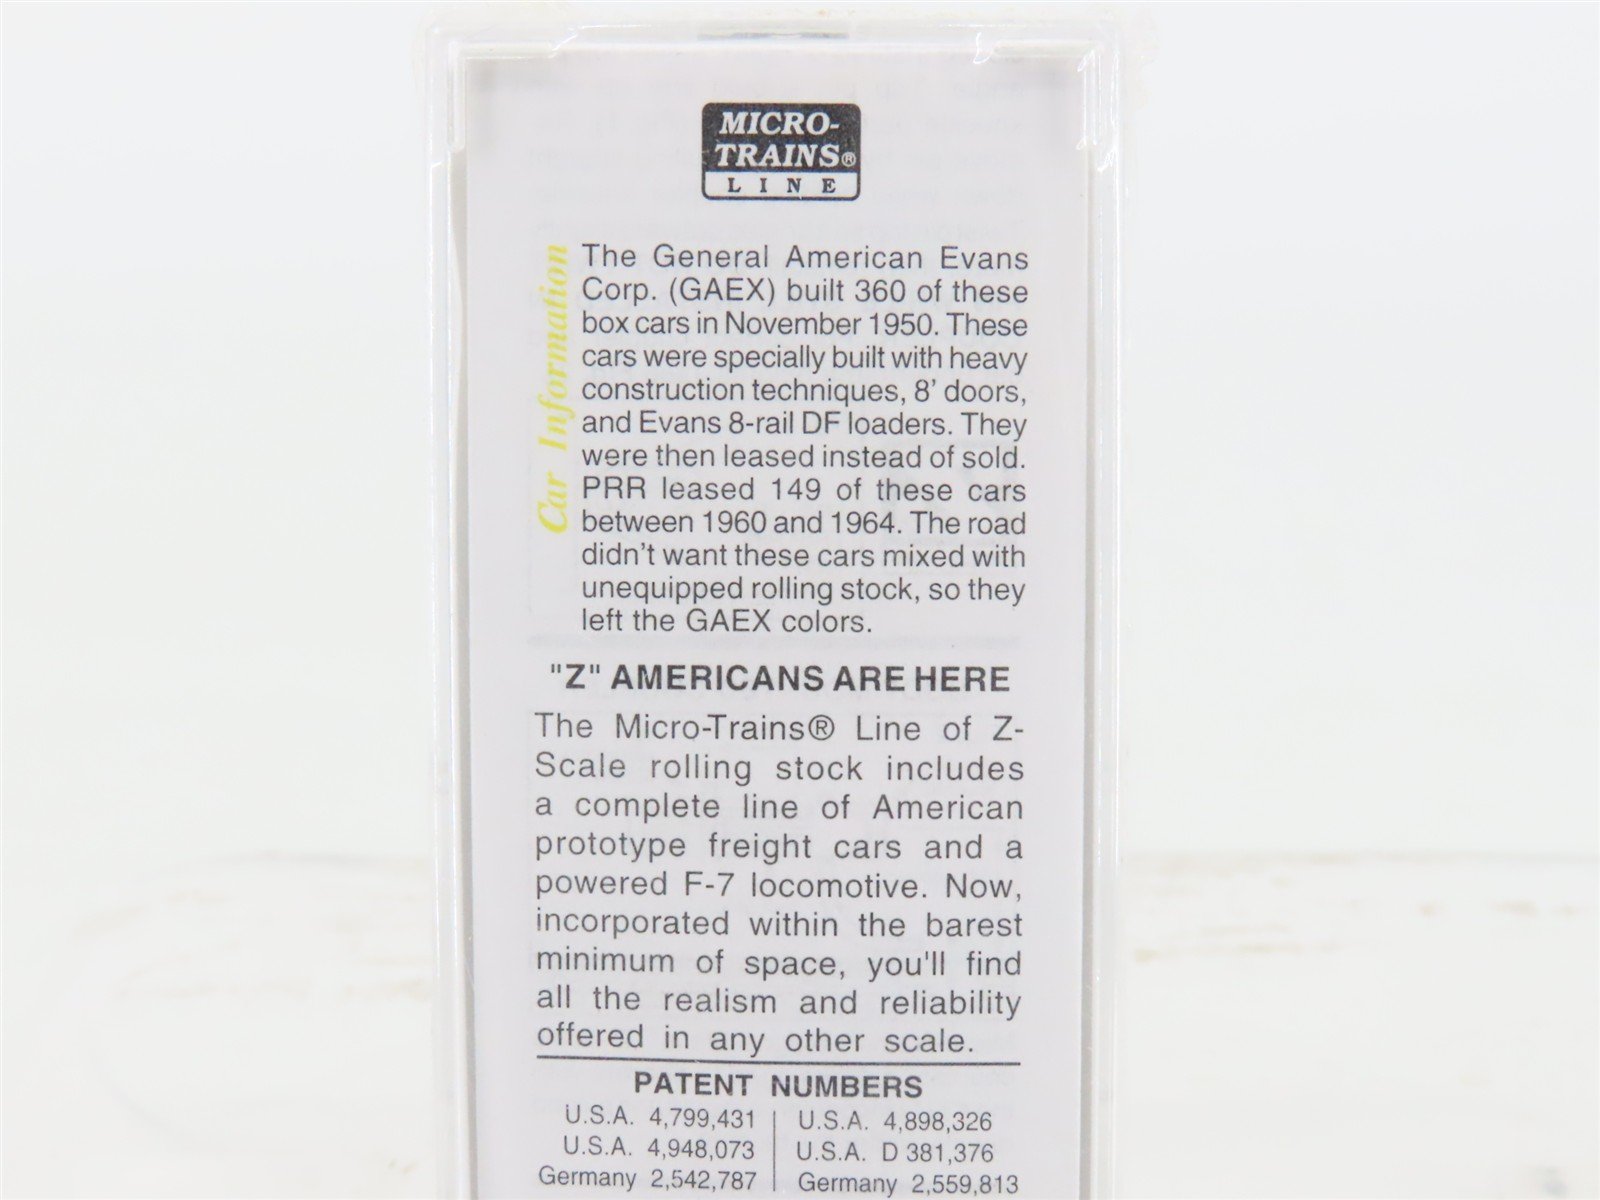 MICRO-
TRAINS®
LINE
Car Information
The General American Evans
Corp. (GAEX) built 360 of these
box cars in November 1950. These
cars were specially built with heavy
construction techniques, 8' doors,
and Evans 8-rail DF loaders. They
were then leased instead of sold.
PRR leased 149 of these cars
between 1960 and 1964. The road
didn't want these cars mixed with
unequipped rolling stock, so they
left the GAEX colors.
"Z" AMERICANS ARE HERE
The Micro-Trains® Line of Z-
Scale rolling stock includes
a complete line of American
prototype freight cars and a
powered F-7 locomotive. Now,
incorporated within the barest
minimum of space, you'll find
all the realism and reliability
offered in any other scale.
PATENT NUMBERS
U.S.A. 4,799,431 | U.S.A. 4,898,326
U.S.A. 4,948,073 | U.S.A. D 381,376
Germany 2,542,787 | Germany 2,559,813